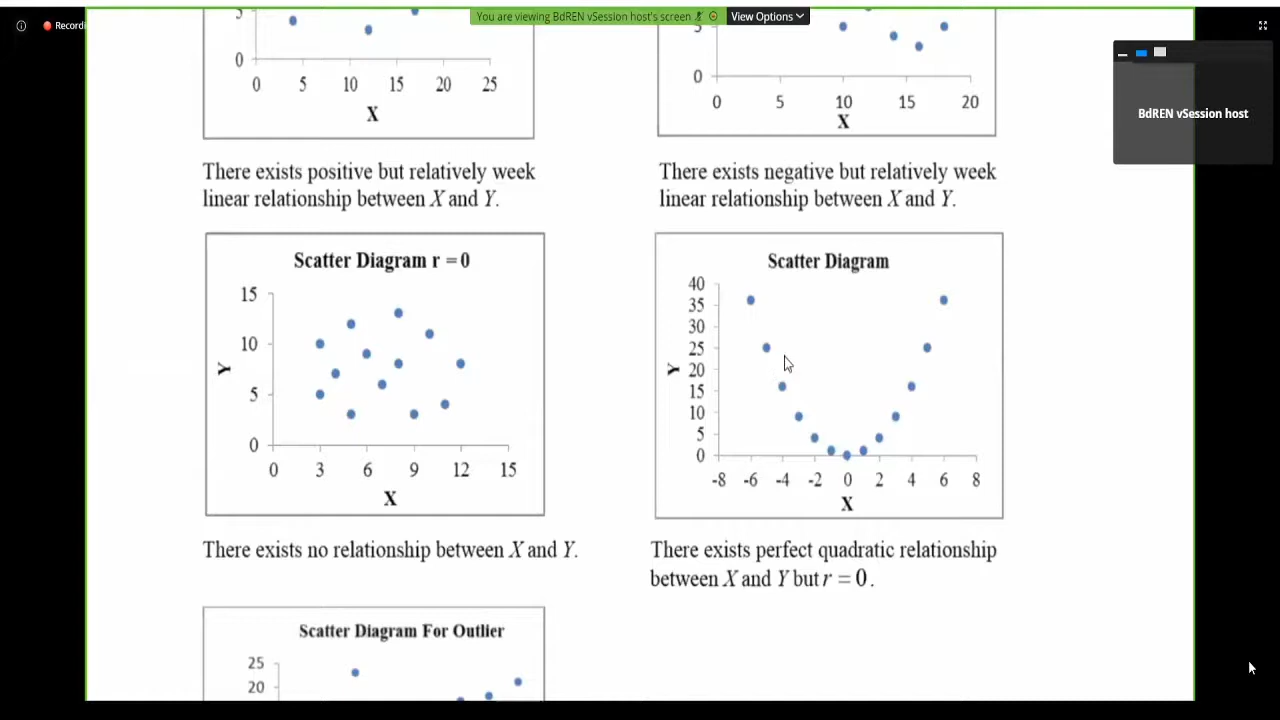 Recordi
You are viewing BdREN vSession host's screen
View Options
BdREN vSession host
5
0
0 5 10 15 20 25
X
5
0
0 5 10 15 20
X
There exists positive but relatively week
linear relationship between X and Y.
There exists negative but relatively week
linear relationship between X and Y.
Scatter Diagram r = 0
15
10
5
0
Y
0 3 6 9 12 15
X
Scatter Diagram
40
35
30
25
20
15
10
5
0
Y
-8 -6 -4 -2 0 2 4 6 8
X
There exists no relationship between X and Y.
There exists perfect quadratic relationship
between X and Y but r = 0.
Scatter Diagram For Outlier
25
20